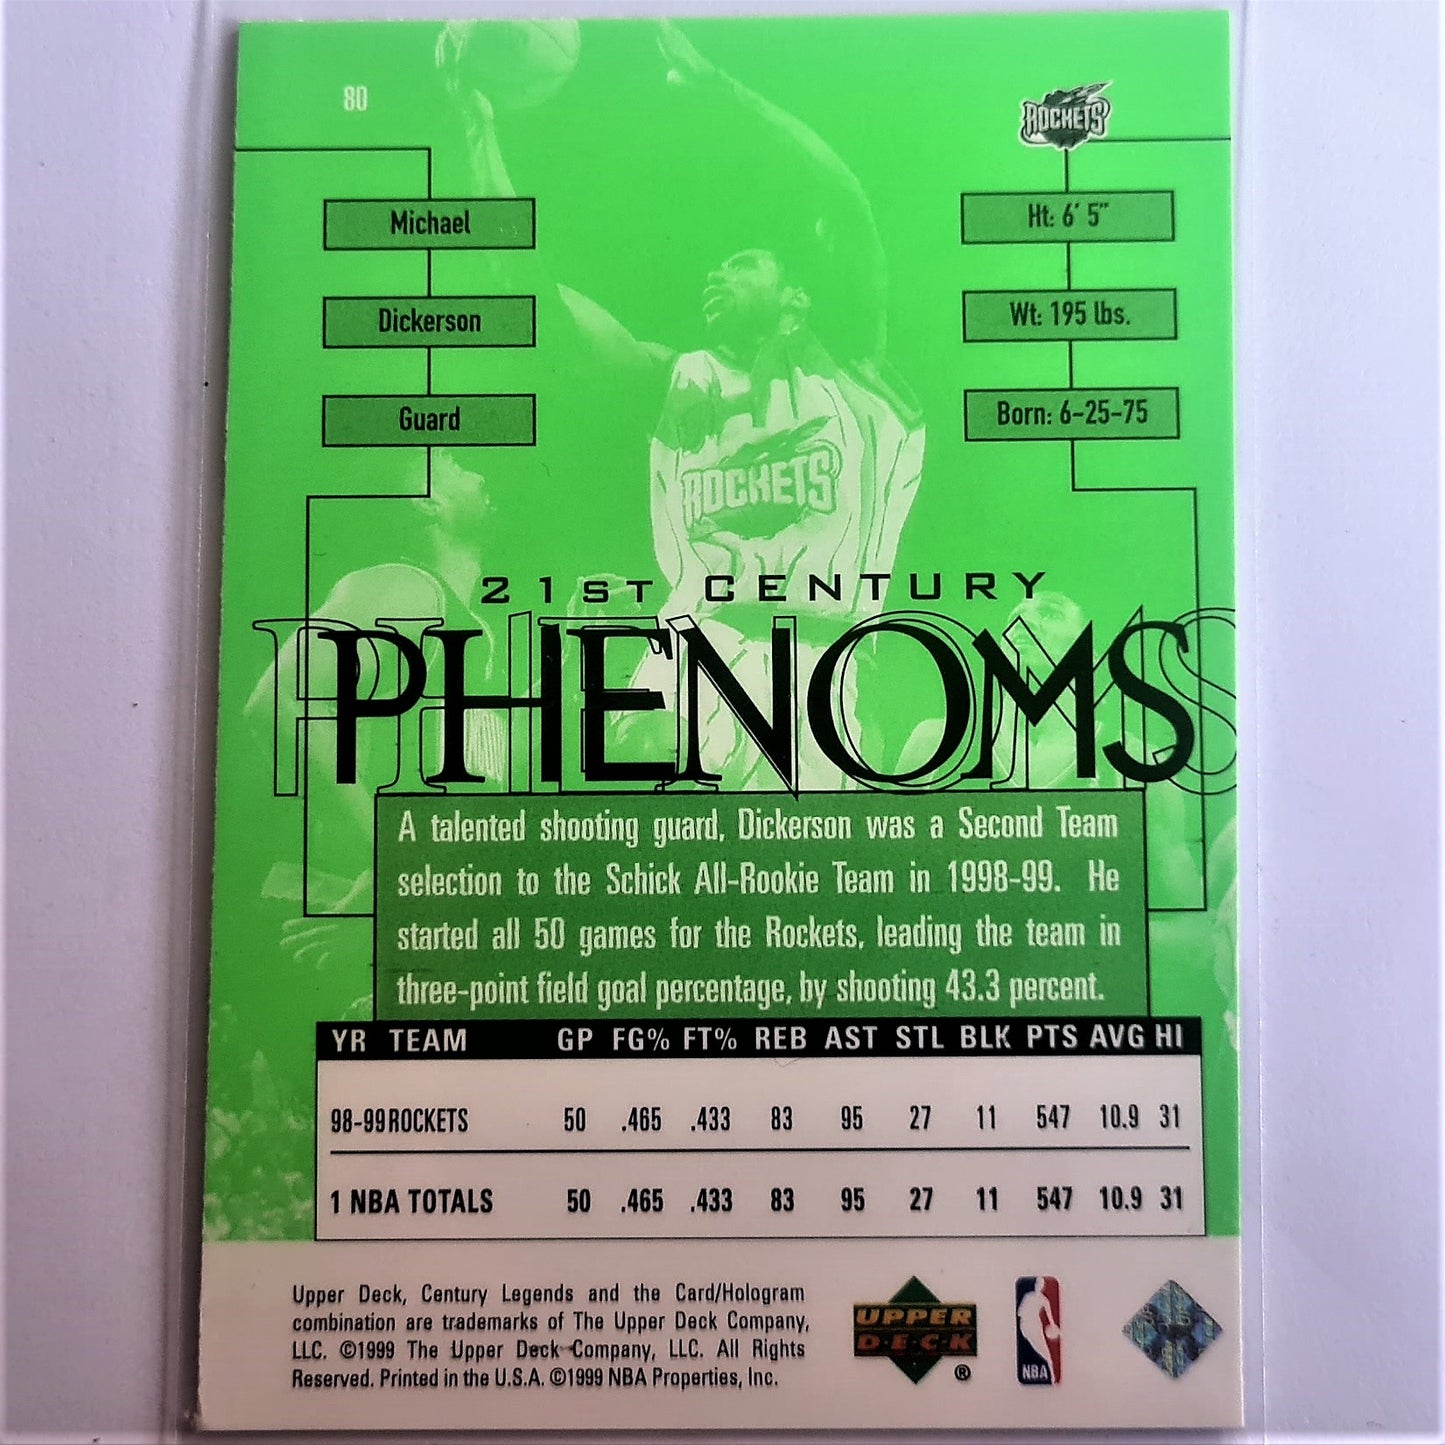 80
ROCKETS
Michael
Dickerson
Guard
Ht: 6' 5"
Wt: 195 lbs.
Born: 6-25-75
ROCKETS
21ST CENTURY
PHENOMS
A talented shooting guard, Dickerson was a Second Team
selection to the Schick All-Rookie Team in 1998-99. He
started all 50 games for the Rockets, leading the team in
three-point field goal percentage, by shooting 43.3 percent.
YR TEAM GP FG% FT% REB AST STL BLK PTS AVG HI
98-99 ROCKETS 50 .465 .433 83 95 27 11 547 10.9 31
1 NBA TOTALS 50 .465 .433 83 95 27 11 547 10.9 31
Upper Deck, Century Legends and the Card/Hologram
combination are trademarks of The Upper Deck Company,
LLC. ©1999 The Upper Deck Company, LLC. All Rights
Reserved. Printed in the U.S.A. ©1999 NBA Properties, Inc.
UPPER
DECK
®
NBA